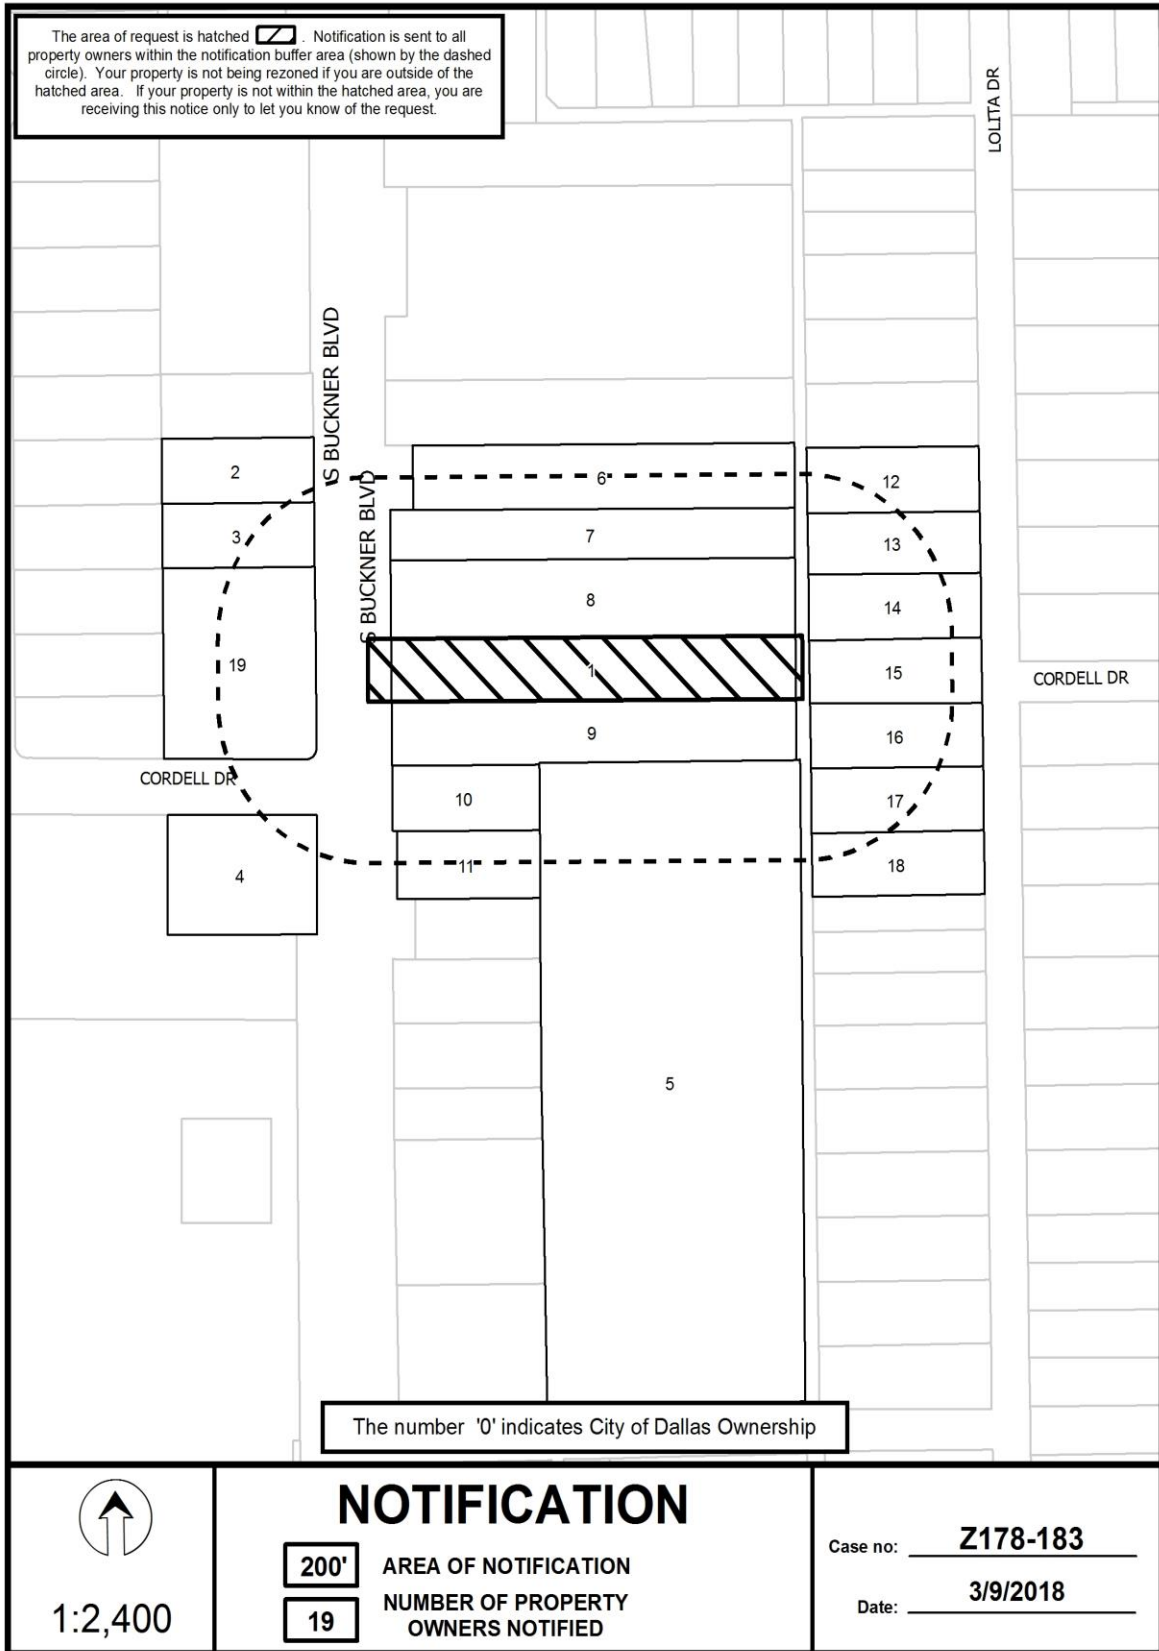 The area of request is hatched . Notification is sent to all
property owners within the notification buffer area (shown by the dashed
circle). Your property is not being rezoned if you are outside of the
hatched area. If your property is not within the hatched area, you are
receiving this notice only to let you know of the request.
LOLITA DR
S BUCKNER BLVD
S BUCKNER BLVD
2
6
12
3
7
13
8
14
19
1
15
CORDELL DR
9
16
CORDELL DR
10
17
4
11
18
5
The number '0' indicates City of Dallas Ownership
1:2,400
NOTIFICATION
200' AREA OF NOTIFICATION
19 NUMBER OF PROPERTY
OWNERS NOTIFIED
Case no: Z178-183
Date: 3/9/2018